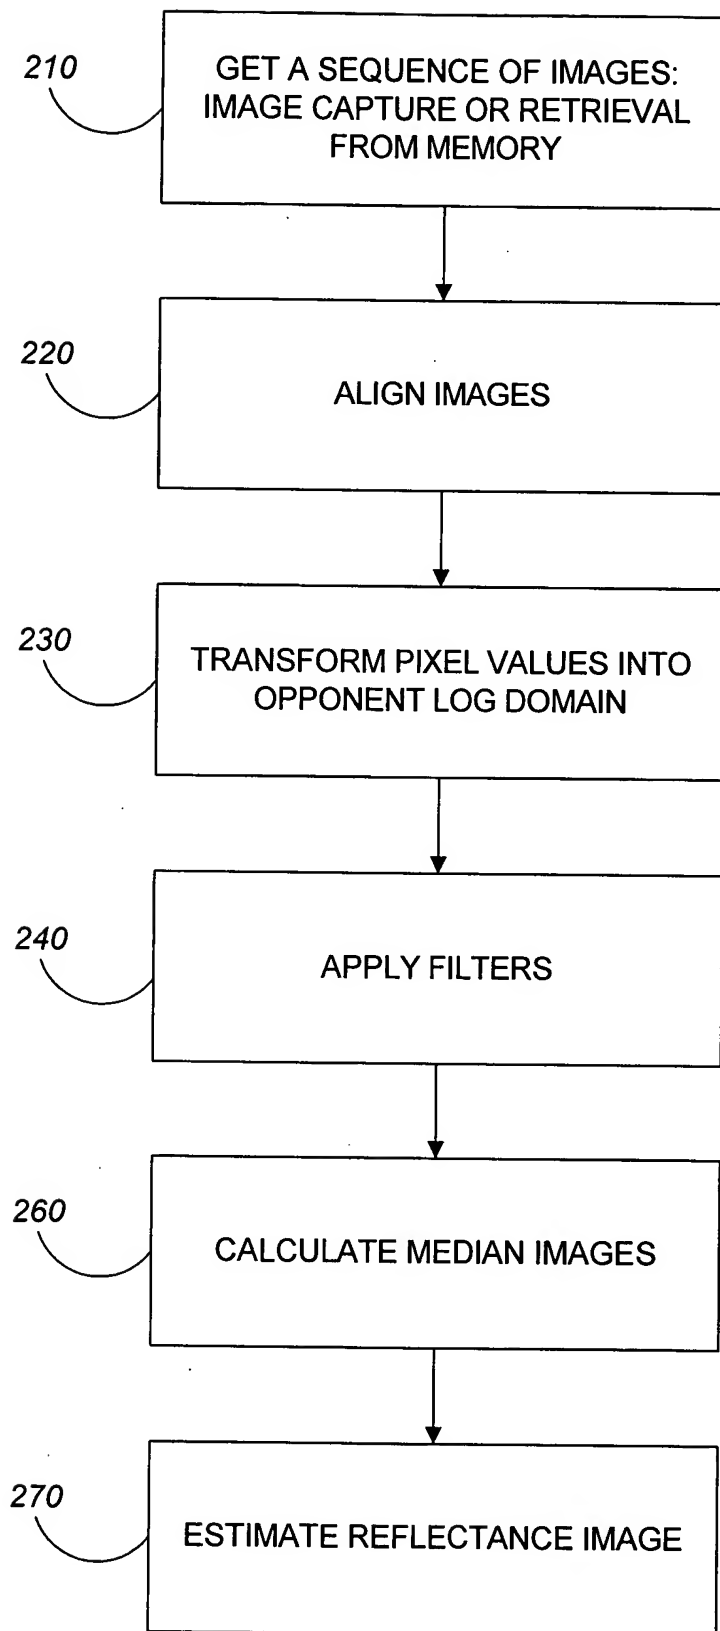 210
GET A SEQUENCE OF IMAGES:
IMAGE CAPTURE OR RETRIEVAL
FROM MEMORY
220
ALIGN IMAGES
230
TRANSFORM PIXEL VALUES INTO
OPPONENT LOG DOMAIN
240
APPLY FILTERS
260
CALCULATE MEDIAN IMAGES
270
ESTIMATE REFLECTANCE IMAGE